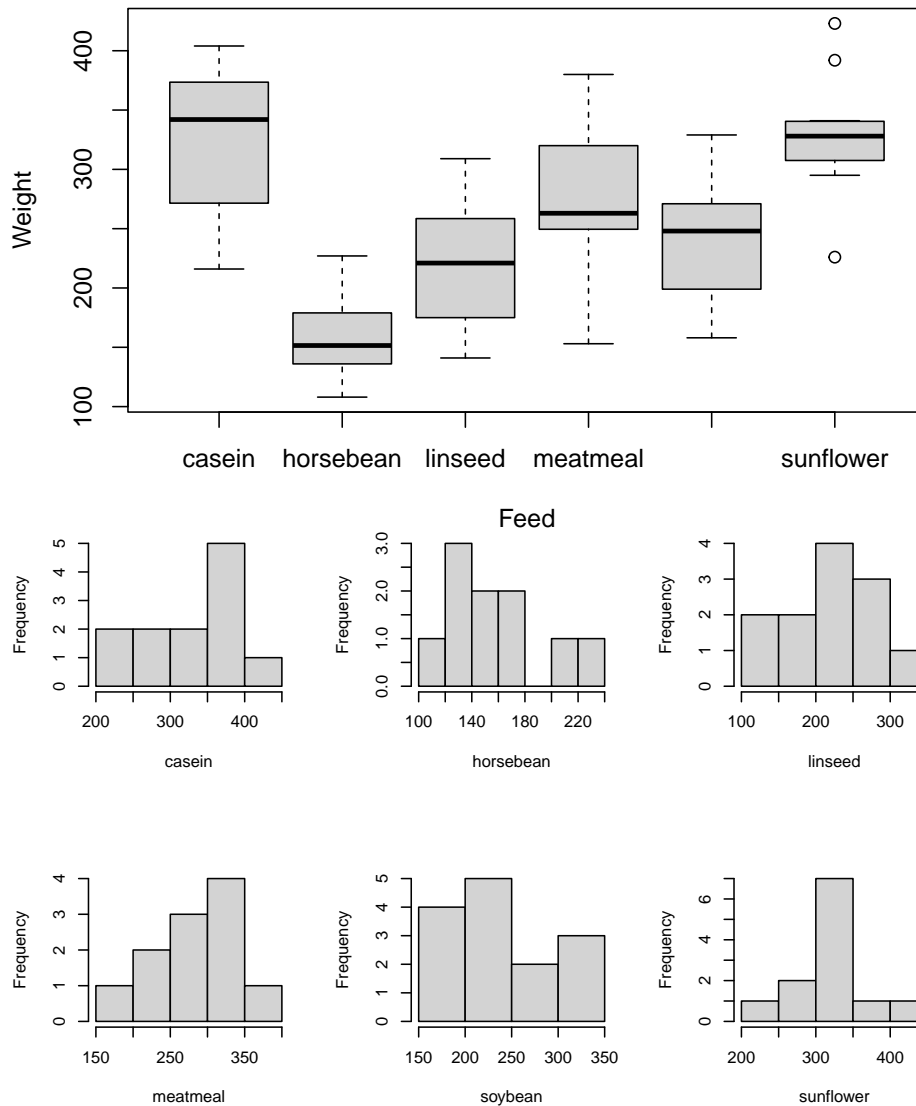 Weight
400
300
200
100
casein horsebean linseed meatmeal sunflower
Feed
Frequency
5
4
3
2
1
0
200 300 400
casein
Frequency
3.0
2.0
1.0
0.0
100 140 180 220
horsebean
Frequency
4
3
2
1
0
100 200 300
linseed
Frequency
4
3
2
1
0
150 250 350
meatmeal
Frequency
5
4
3
2
1
0
150 200 250 300 350
soybean
Frequency
6
4
2
0
200 300 400
sunflower